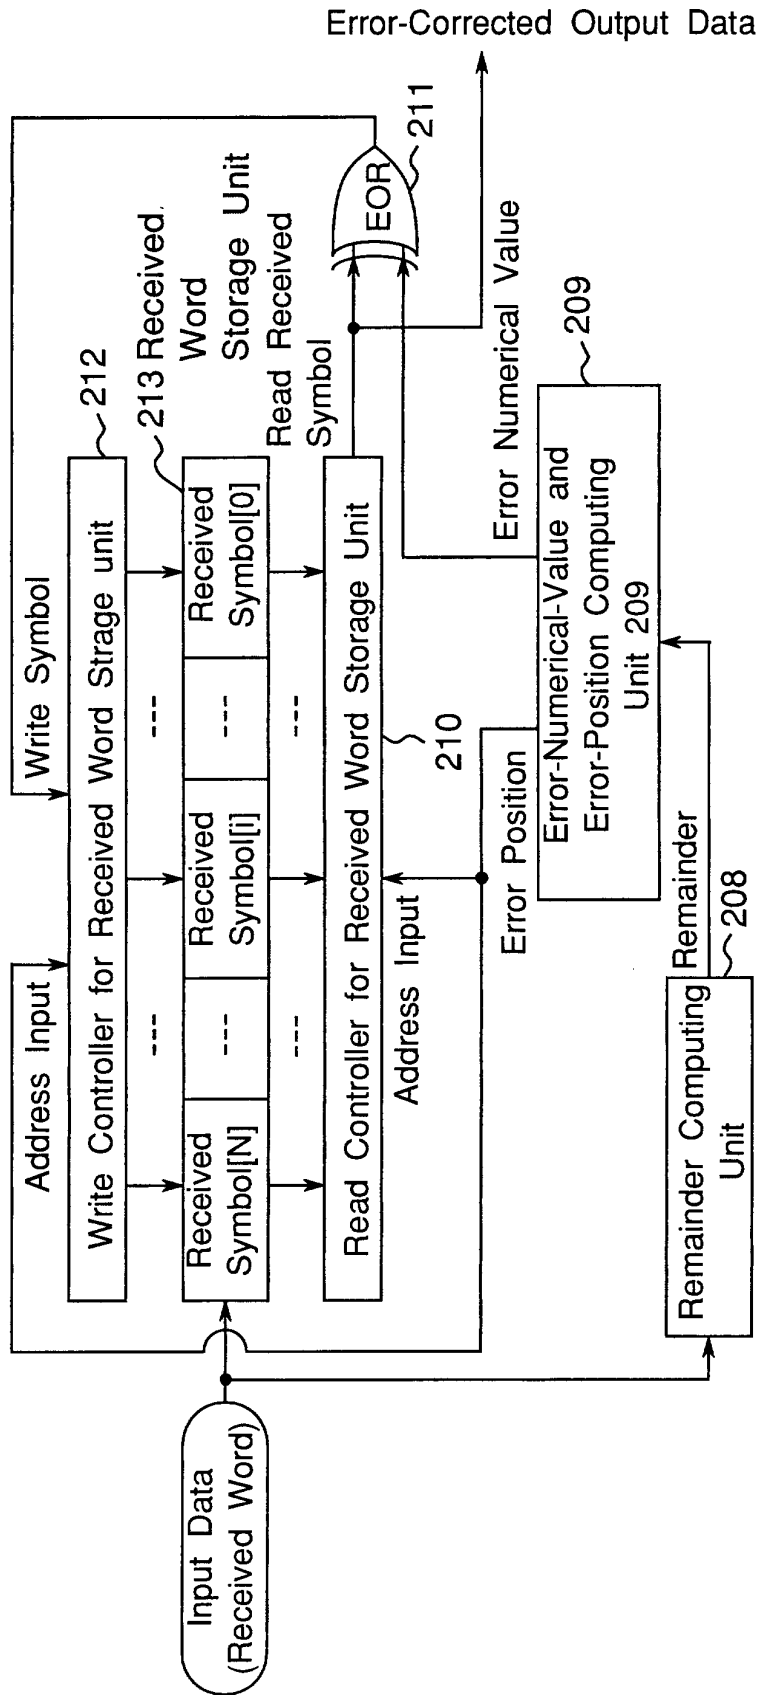 Input Data
(Received Word)
Address Input
Write Symbol
Write Controller for Received Word Strage unit
212
213 Received.
Word
Storage Unit
Received
Symbol[N]
---
---
---
Received
Symbol[i]
---
---
---
Received
Symbol[0]
Read Controller for Received Word Storage Unit
210
Address Input
Read Received
Symbol
EOR
211
Error-Corrected Output Data
Error Position
Error Numerical Value
Error-Numerical-Value and
Error-Position Computing
Unit 209
209
Remainder Computing
Unit
208
Remainder